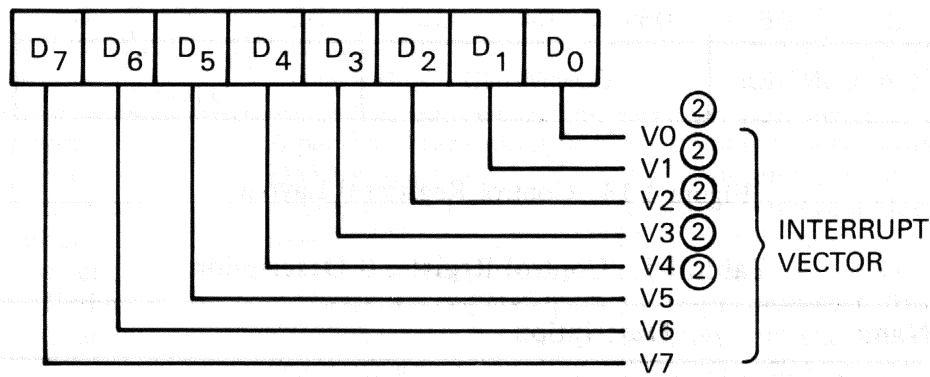 D7 D6 D5 D4 D3 D2 D1 D0
V0 ②
V1 ②
V2 ②
V3 ②
V4 ②
V5
V6
V7
INTERRUPT
VECTOR